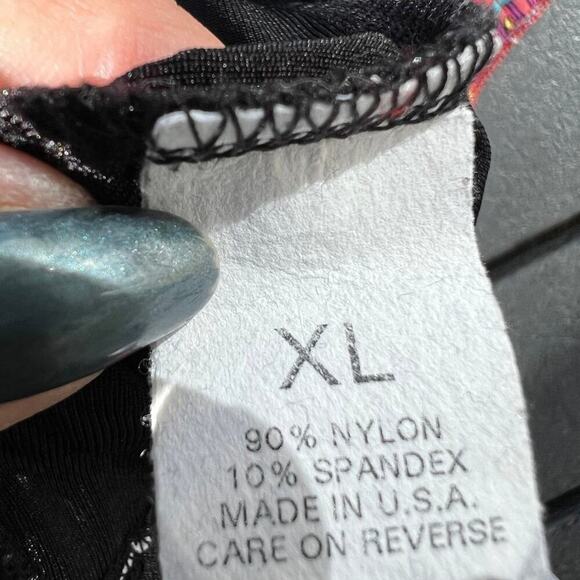 XL
90% NYLON
10% SPANDEX
MADE IN U.S.A.
CARE ON REVERSE